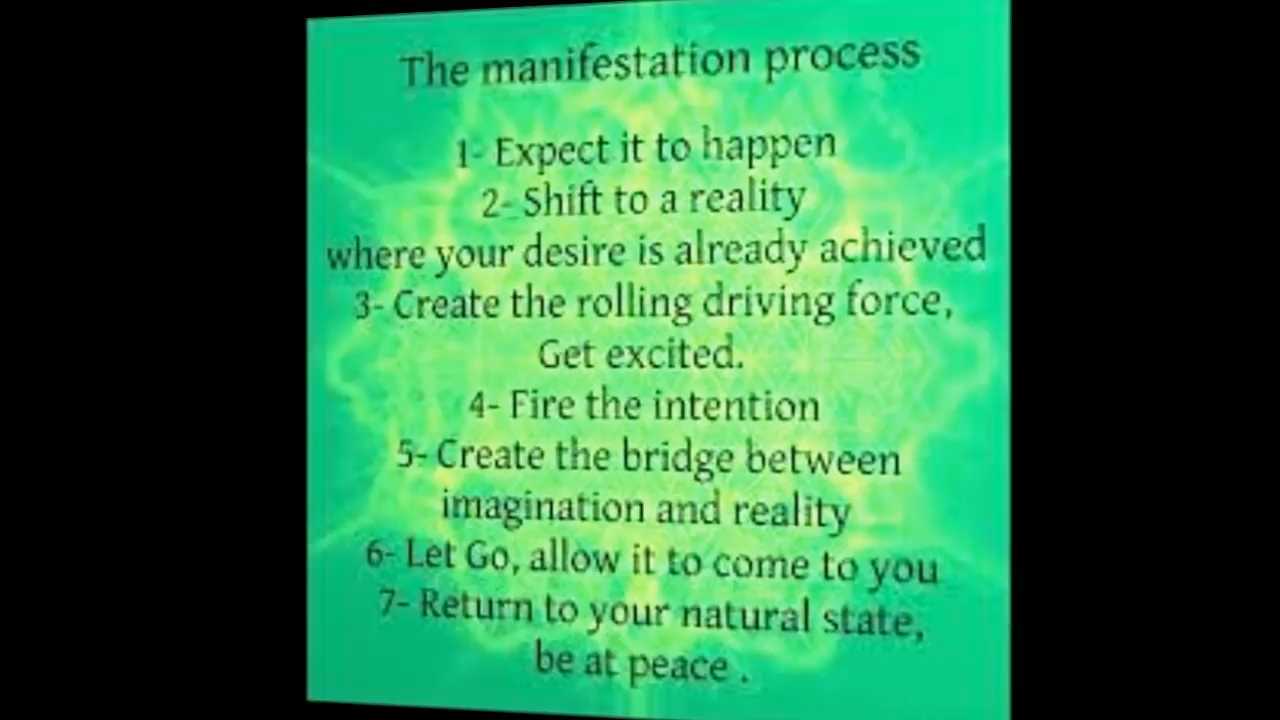 The manifestation process
1- Expect it to happen
2- Shift to a reality
where your desire is already achieved
3- Create the rolling driving force,
Get excited.
4- Fire the intention
5- Create the bridge between
imagination and reality
6- Let Go, allow it to come to you
7- Return to your natural state,
be at peace .